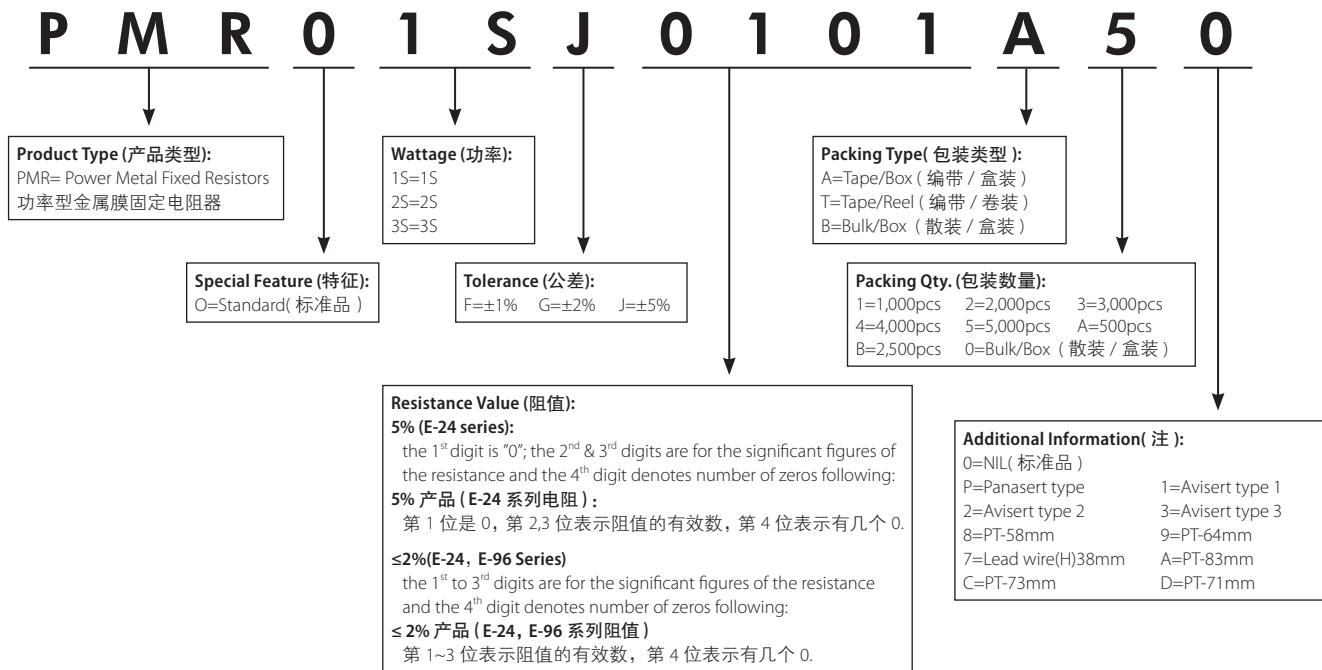 P M R 0 1 S J 0 1 0 1 A 5 0
Product Type (产品类型):
PMR= Power Metal Fixed Resistors
功率型金属膜固定电阻器
Wattage (功率):
1S=1S
2S=2S
3S=3S
Packing Type( 包装类型 ):
A=Tape/Box ( 编带 / 盒装 )
T=Tape/Reel ( 编带 / 卷装 )
B=Bulk/Box ( 散装 / 盒装 )
Special Feature (特征):
O=Standard( 标准品 )
Tolerance (公差):
F=±1% G=±2% J=±5%
Packing Qty. (包装数量):
1=1,000pcs 2=2,000pcs 3=3,000pcs
4=4,000pcs 5=5,000pcs A=500pcs
B=2,500pcs 0=Bulk/Box ( 散装 / 盒装 )
Resistance Value (阻值):
5% (E-24 series):
the 1st digit is "0"; the 2nd & 3rd digits are for the significant figures of
the resistance and the 4th digit denotes number of zeros following:
5% 产品 ( E-24 系列电阻 ) :
第 1 位是 0, 第 2,3 位表示阻值的有效数, 第 4 位表示有几个 0.
≤2%(E-24, E-96 Series)
the 1st to 3rd digits are for the significant figures of the resistance
and the 4th digit denotes number of zeros following:
≤ 2% 产品 ( E-24, E-96 系列阻值 )
第 1~3 位表示阻值的有效数, 第 4 位表示有几个 0.
Additional Information( 注 ):
0=NIL( 标准品 )
P=Panasert type 1=Avisert type 1
2=Avisert type 2 3=Avisert type 3
8=PT-58mm 9=PT-64mm
7=Lead wire(H)38mm A=PT-83mm
C=PT-73mm D=PT-71mm